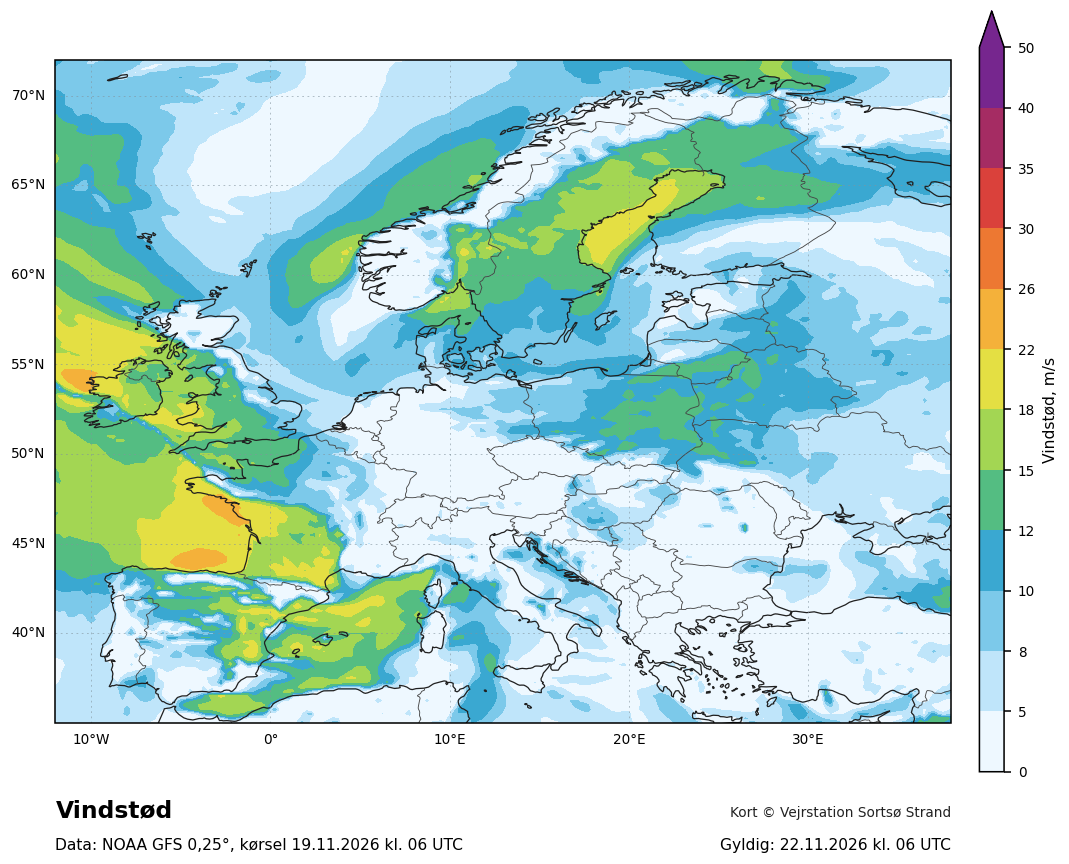 50
40
35
30
26
22
18
15
12
10
8
5
0
Vindstød, m/s
70°N
65°N
60°N
55°N
50°N
45°N
40°N
10°W
0°
10°E
20°E
30°E
Vindstød
Kort © Vejrstation Sortsø Strand
Data: NOAA GFS 0,25°, kørsel 19.11.2026 kl. 06 UTC
Gyldig: 22.11.2026 kl. 06 UTC